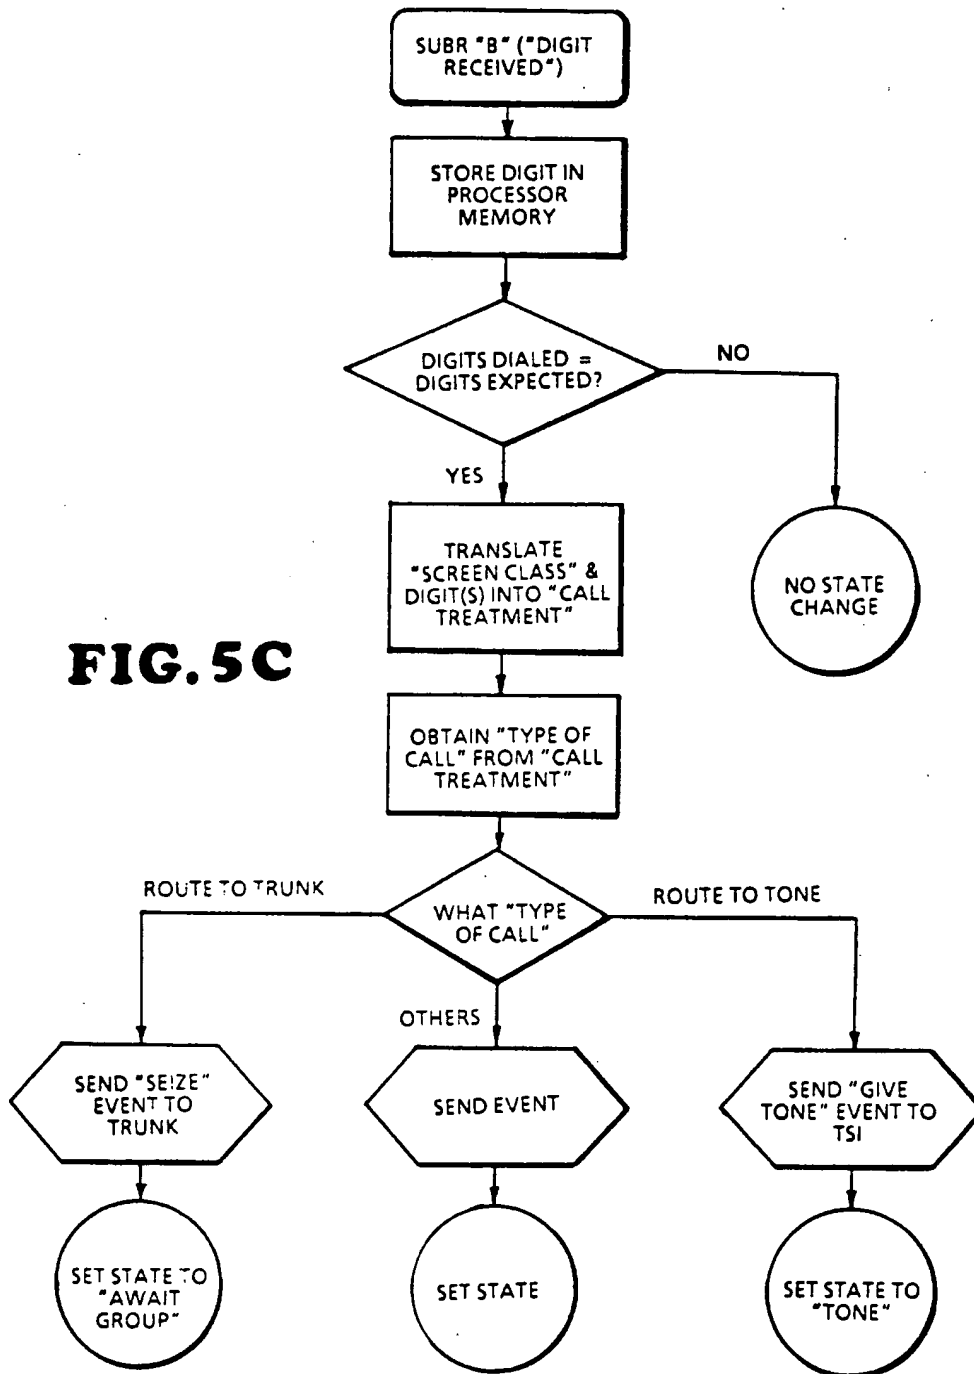 SUBR "B" ("DIGIT
RECEIVED")
STORE DIGIT IN
PROCESSOR
MEMORY
DIGITS DIALED =
DIGITS EXPECTED?
NO
YES
NO STATE
CHANGE
TRANSLATE
"SCREEN CLASS" &
DIGIT(S) INTO "CALL
TREATMENT"
FIG. 5C
OBTAIN "TYPE OF
CALL" FROM "CALL
TREATMENT"
WHAT "TYPE
OF CALL"
ROUTE TO TRUNK
ROUTE TO TONE
OTHERS
SEND "SEIZE"
EVENT TO
TRUNK
SEND EVENT
SEND "GIVE
TONE" EVENT TO
TSI
SET STATE TO
"AWAIT
GROUP"
SET STATE
SET STATE TO
"TONE"